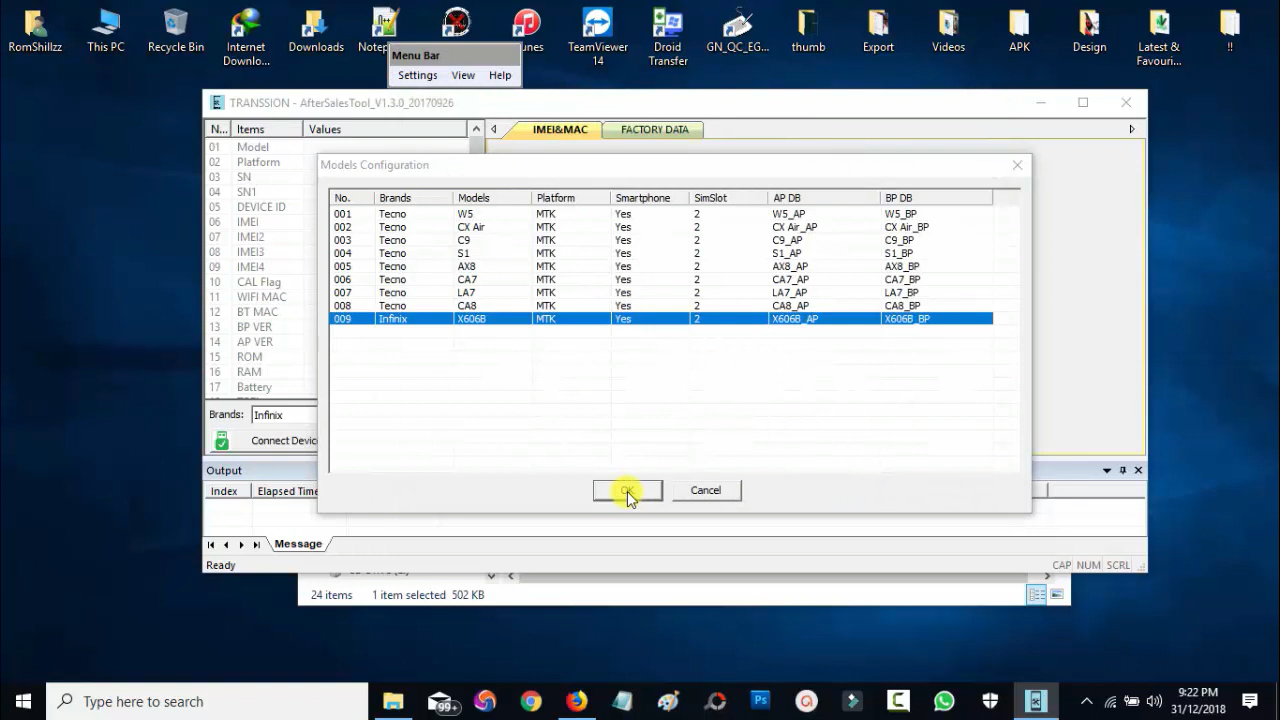 RomShillz
This PC
Recycle Bin
Internet
Downlo...
Downloads
Notep
unes
TeamViewer
14
Droid
Transfer
GN_QC_EG...
thumb
Export
Videos
APK
Design
Latest &
Favouri...
!!
Menu Bar
Settings View Help
TRANSSION - AfterSalesTool_V1.3.0_20170926
N... Items Values
IMEI&MAC FACTORY DATA
01 Model
02 Platform
03 SN
04 SN1
05 DEVICE ID
06 IMEI
07 IMEI2
08 IMEI3
09 IMEI4
10 CAL Flag
11 WIFI MAC
12 BT MAC
13 BP VER
14 AP VER
15 ROM
16 RAM
17 Battery
Brands: Infinix
Connect Device
Models Configuration
No. Brands Models Platform Smartphone SimSlot AP DB BP DB
001 Tecno W5 MTK Yes 2 W5_AP W5_BP
002 Tecno CX Air MTK Yes 2 CX Air_AP CX Air_BP
003 Tecno C9 MTK Yes 2 C9_AP C9_BP
004 Tecno S1 MTK Yes 2 S1_AP S1_BP
005 Tecno AX8 MTK Yes 2 AX8_AP AX8_BP
006 Tecno CA7 MTK Yes 2 CA7_AP CA7_BP
007 Tecno LA7 MTK Yes 2 LA7_AP LA7_BP
008 Tecno CA8 MTK Yes 2 CA8_AP CA8_BP
009 Infinix X606B MTK Yes 2 X606B_AP X606B_BP
OK Cancel
Output
Index Elapsed Time
Message
Ready CAP NUM SCRL
24 items 1 item selected 502 KB
Type here to search
99+
Ps
9:22 PM
31/12/2018